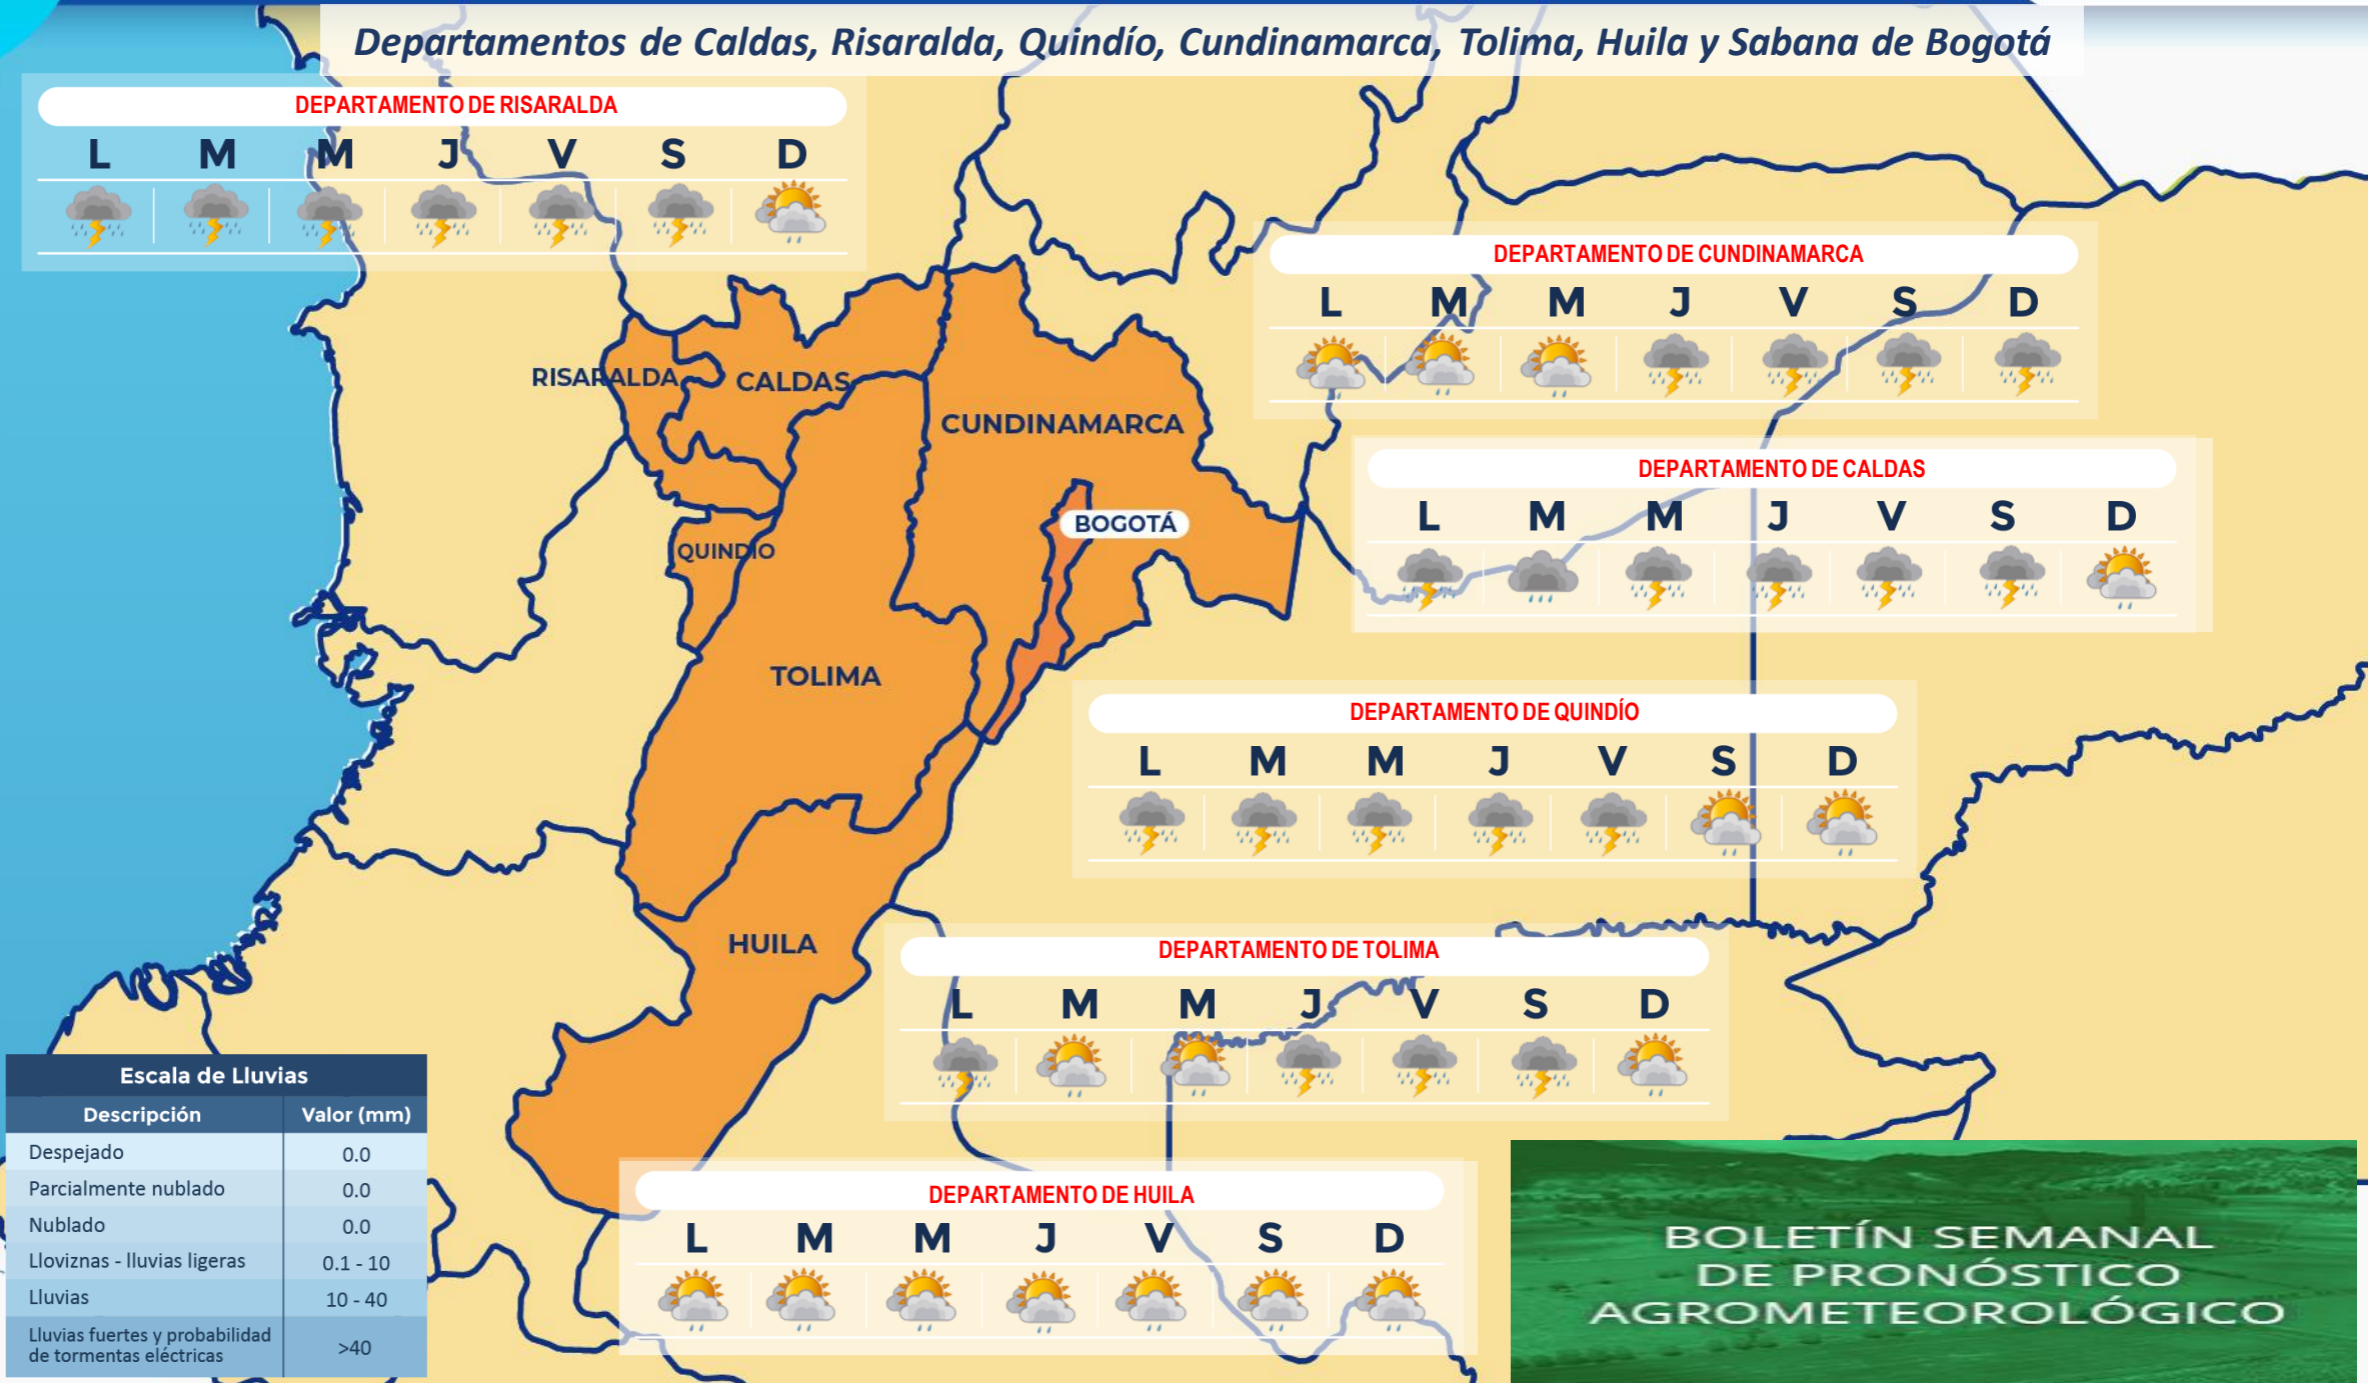 Departamentos de Caldas, Risaralda, Quindío, Cundinamarca, Tolima, Huila y Sabana de Bogotá
DEPARTAMENTO DE RISARALDA
L M M J V S D
DEPARTAMENTO DE CUNDINAMARCA
L M M J V S D
RISARALDA
CALDAS
CUNDINAMARCA
DEPARTAMENTO DE CALDAS
L M M J V S D
BOGOTÁ
QUINDIO
TOLIMA
DEPARTAMENTO DE QUINDÍO
L M M J V S D
HUILA
DEPARTAMENTO DE TOLIMA
L M M J V S D
Escala de Lluvias
Descripción Valor (mm)
Despejado 0.0
Parcialmente nublado 0.0
Nublado 0.0
Lloviznas - lluvias ligeras 0.1 - 10
Lluvias 10 - 40
Lluvias fuertes y probabilidad
de tormentas eléctricas >40
DEPARTAMENTO DE HUILA
L M M J V S D
BOLETÍN SEMANAL
DE PRONÓSTICO
AGROMETEOROLÓGICO